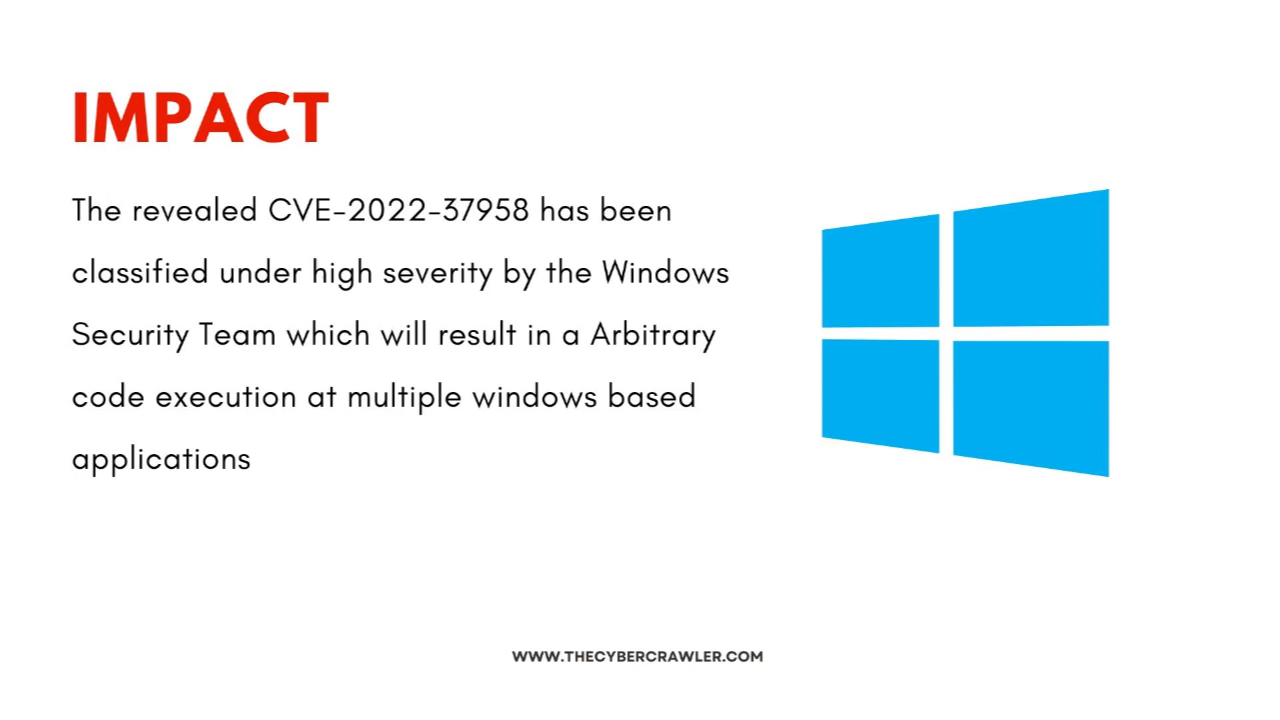 IMPACT
The revealed CVE-2022-37958 has been
classified under high severity by the Windows
Security Team which will result in a Arbitrary
code execution at multiple windows based
applications
WWW.THECYBERCRAWLER.COM